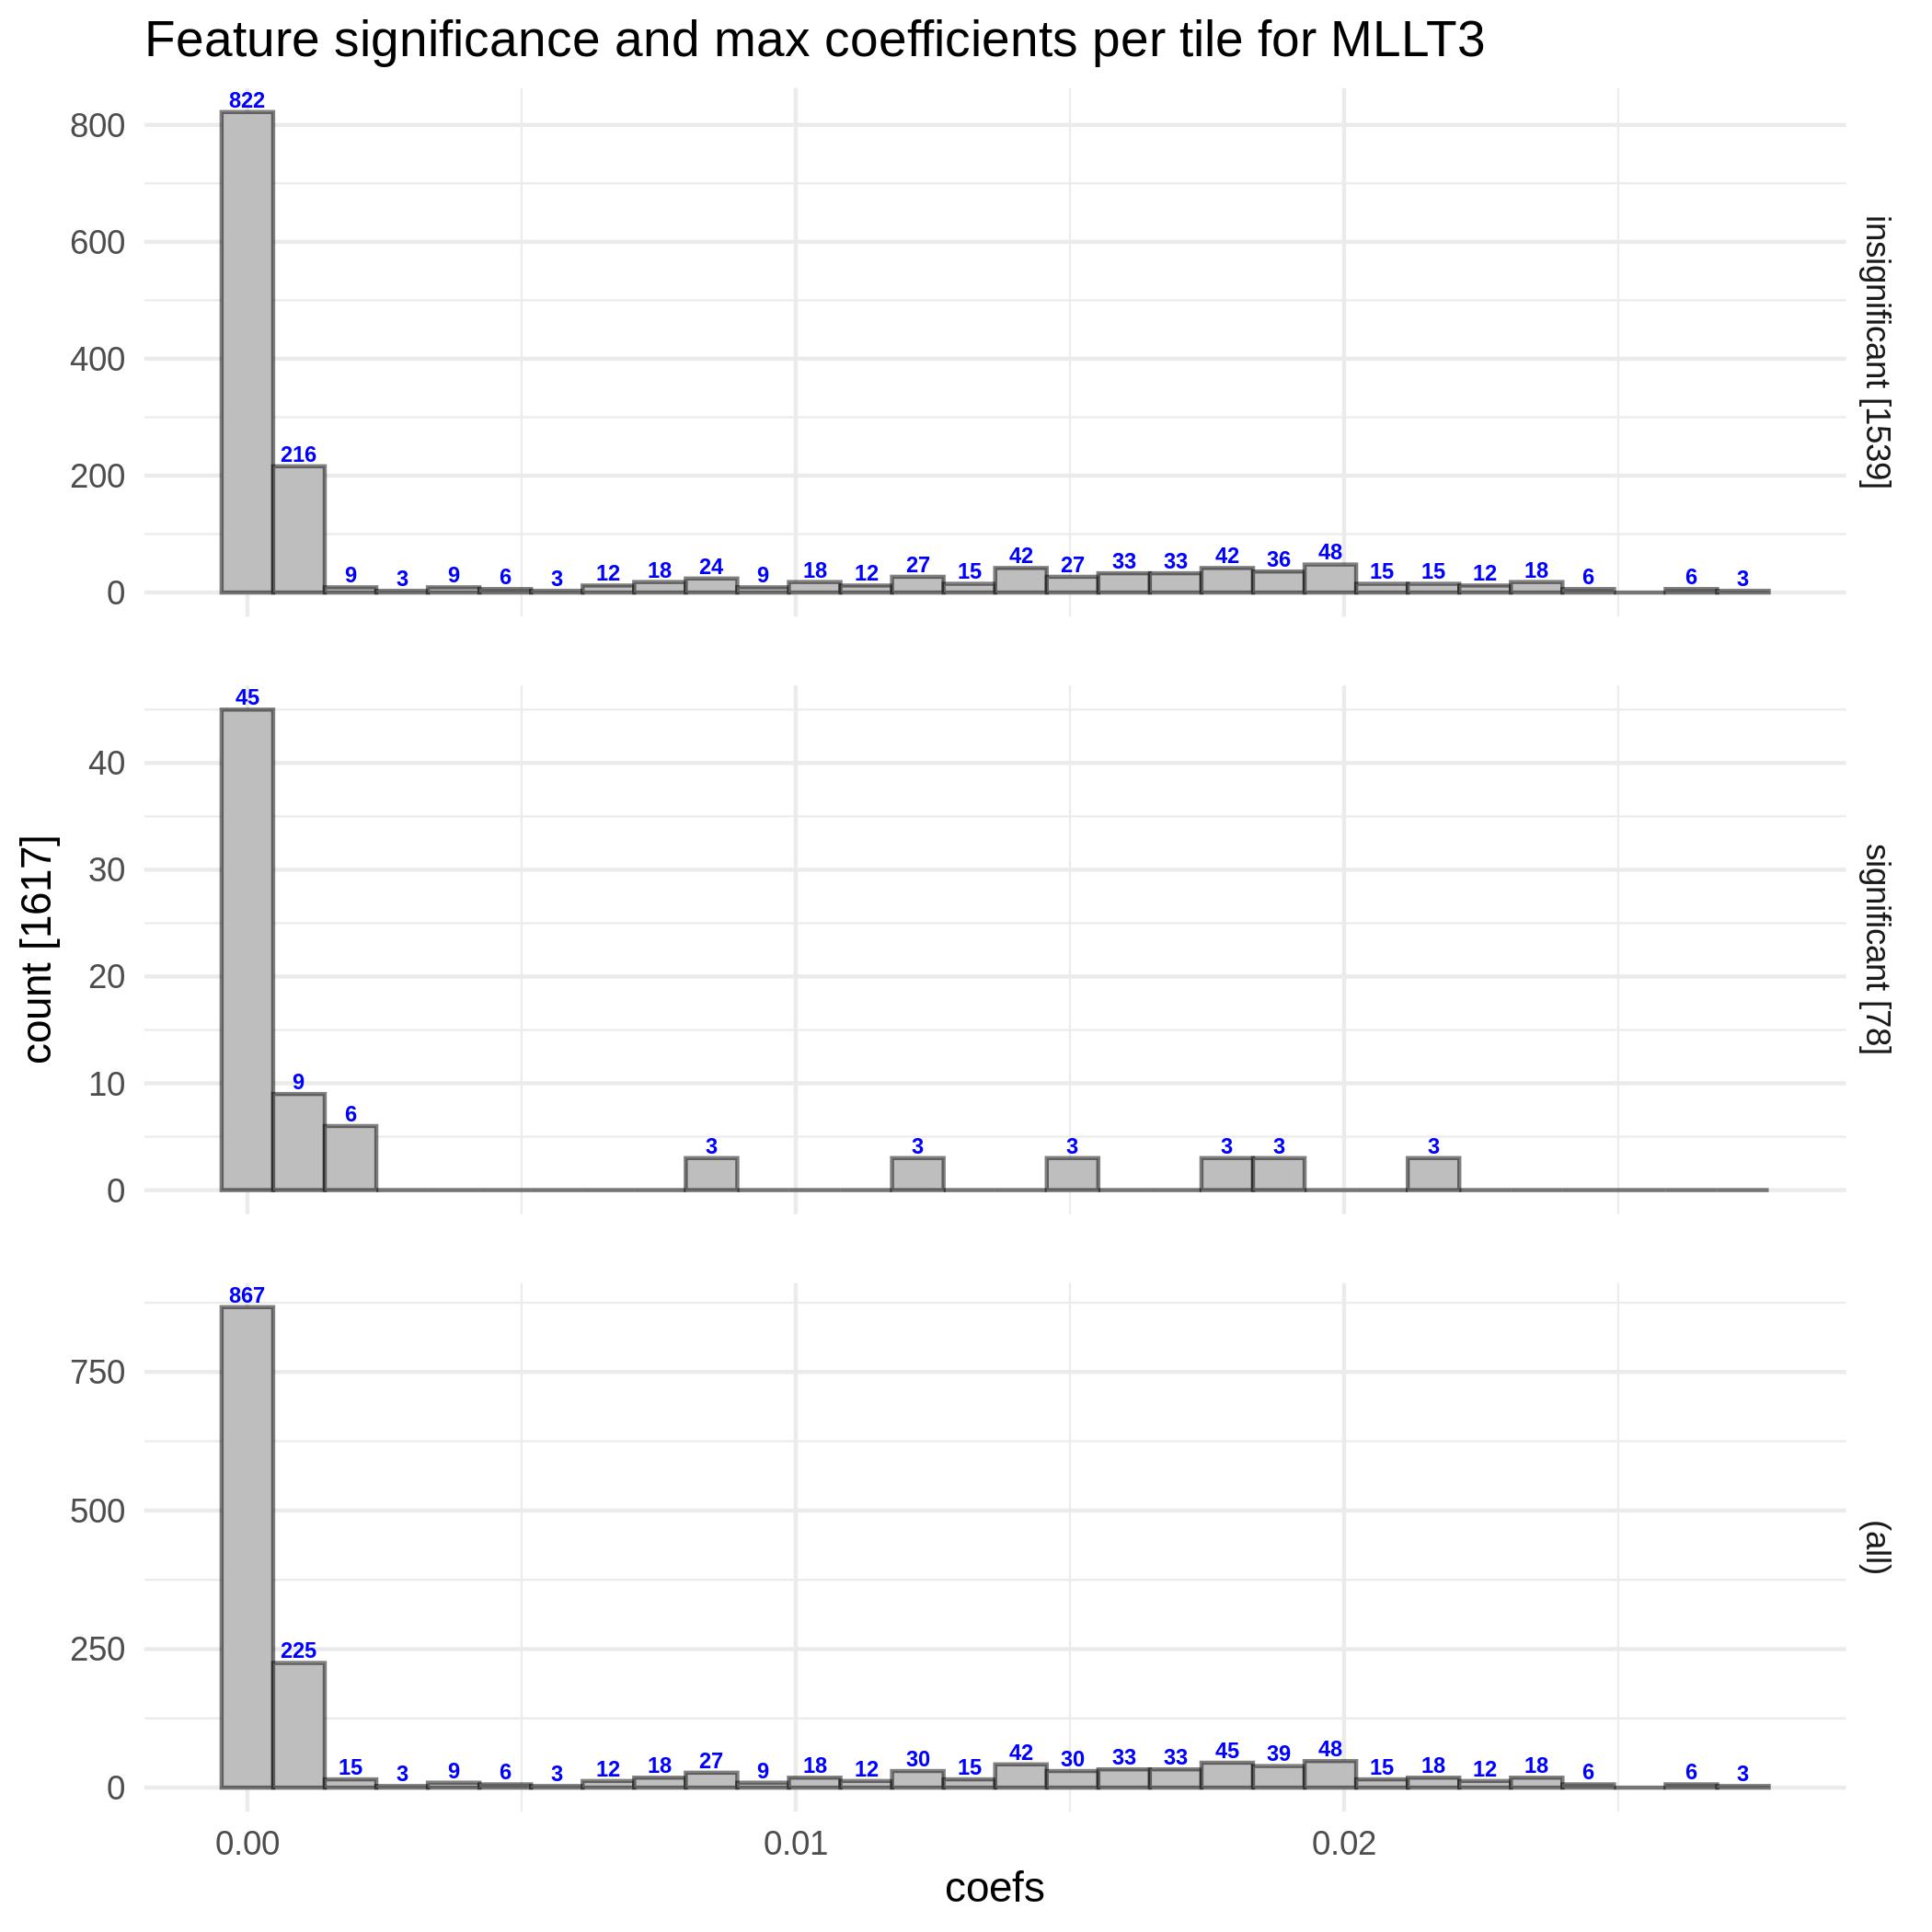 Feature significance and max coefficients per tile for MLLT3
822
800
600
400
216
200
9 3 9 6 3 12 18 24 9 18 12 27 15 42 27 33 33 42 36 48 15 15 12 18 6 6 3
0
insignificant [1539]
45
40
30
20
10
9
6
3 3 3 3 3 3
0
significant [78]
count [1617]
867
750
500
250
225
15 3 9 6 3 12 18 27 9 18 12 30 15 42 30 33 33 45 39 48 15 18 12 18 6 6 3
0
(all)
0.00 0.01 0.02
coefs